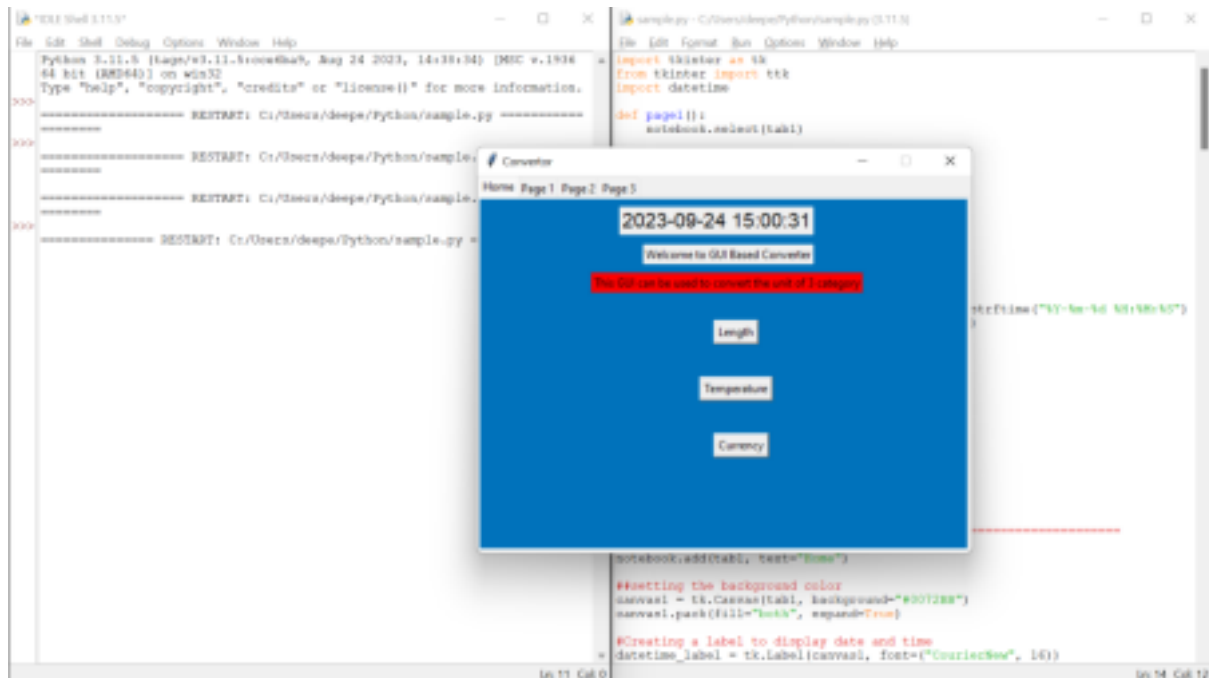 *IDLE Shell 3.11.5*
File Edit Shell Debug Options Window Help
Python 3.11.5 (tags/v3.11.5:cce6ba9, Aug 24 2023, 14:38:34) [MSC v.1936
64 bit (AMD64)] on win32
Type "help", "copyright", "credits" or "license()" for more information.
>>>
=================== RESTART: C:/Users/deepe/Python/sample.py ===========
========
>>>
=================== RESTART: C:/Users/deepe/Python/sample.
========
=================== RESTART: C:/Users/deepe/Python/sample.
========
>>>
=============== RESTART: C:/Users/deepe/Python/sample.py =
Ln: 11 Col: 0
sample.py - C:/Users/deepe/Python/sample.py (3.11.5)
File Edit Format Run Options Window Help
import tkinter as tk
from tkinter import ttk
import datetime
def page1():
notebook.select(tab1)
strftime("%Y-%m-%d %H:%M:%S")
)
notebook.add(tab1, text="Home")
##setting the background color
canvas1 = tk.Canvas(tab1, background="#0072BB")
canvas1.pack(fill="both", expand=True)
#Creating a label to display date and time
datetime_label = tk.Label(canvas1, font=("CourierNew", 16))
Ln: 14 Col: 12
Convertor
Home Page 1 Page 2 Page 3
2023-09-24 15:00:31
Welcome to GUI Based Converter
This GUI can be used to convert the unit of 3 category
Length
Temperature
Currency